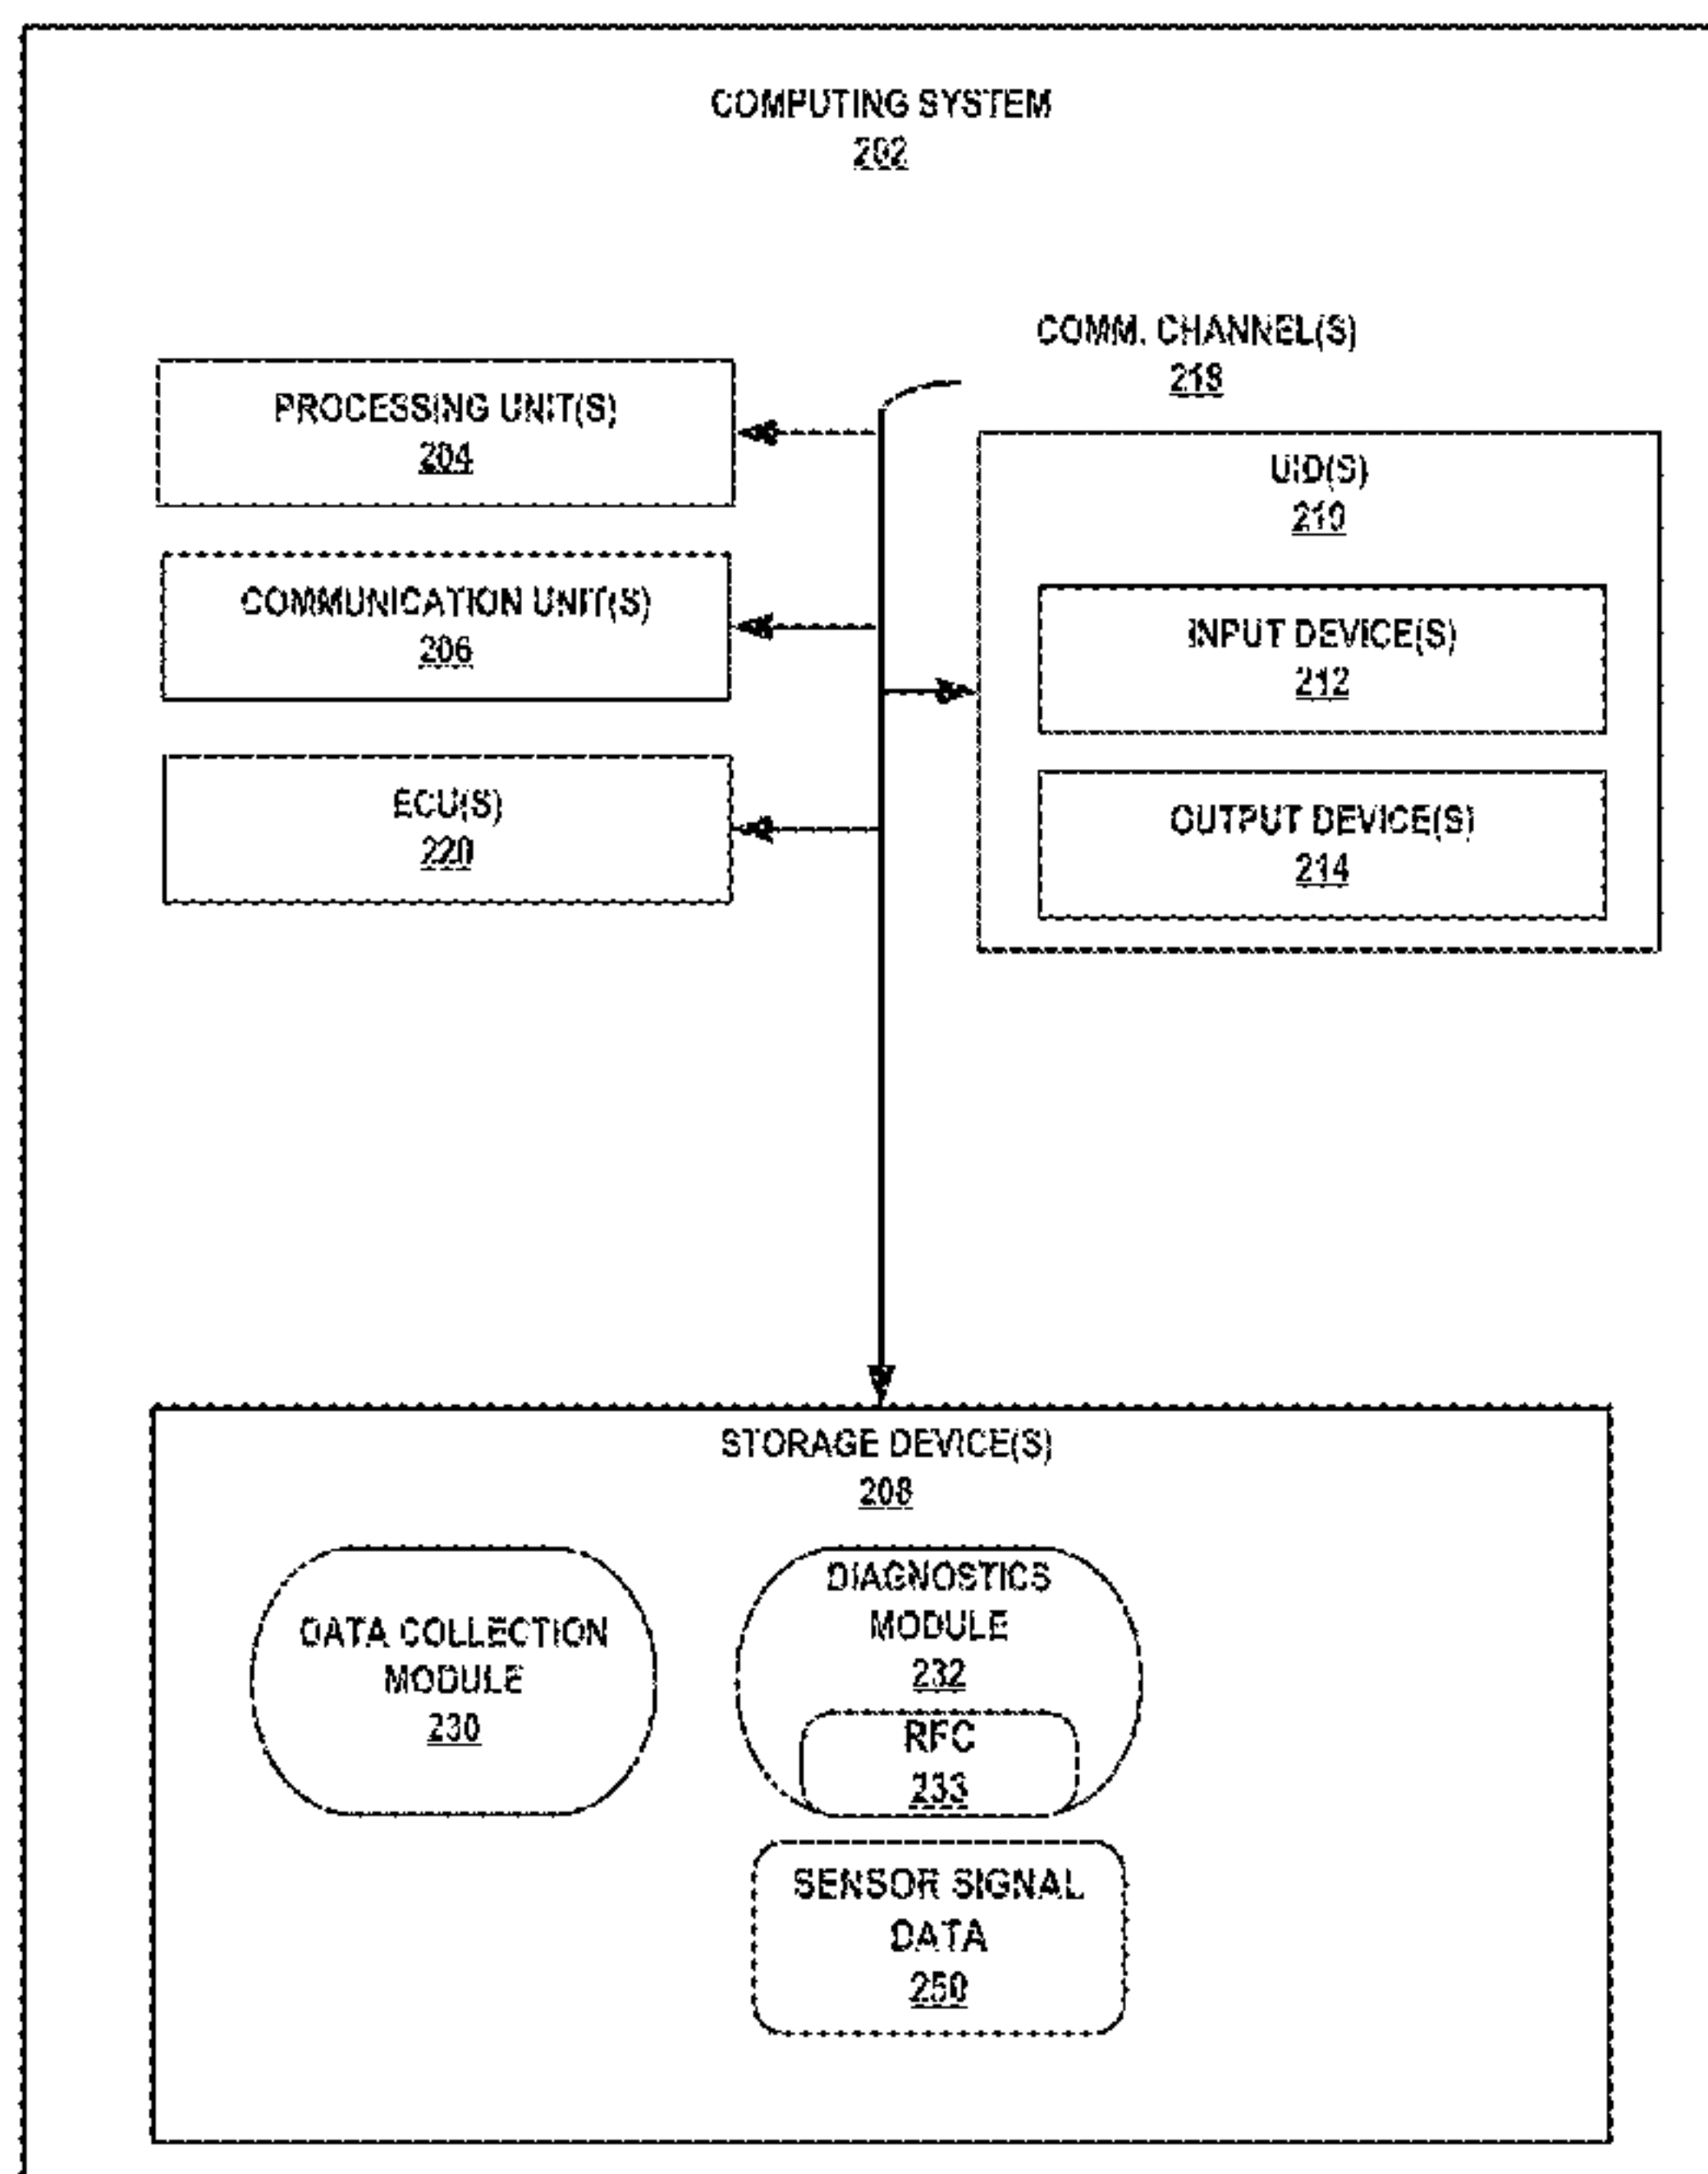 COMPUTING SYSTEM
202
COMM. CHANNEL(S)
218
PROCESSING UNIT(S)
204
COMMUNICATION UNIT(S)
206
ECU(S)
220
UID(S)
210
INPUT DEVICE(S)
212
OUTPUT DEVICE(S)
214
STORAGE DEVICE(S)
208
DATA COLLECTION
MODULE
230
DIAGNOSTICS
MODULE
232
RFC
233
SENSOR SIGNAL
DATA
250